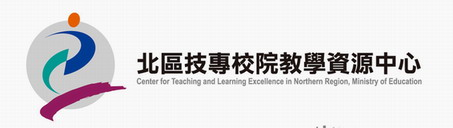 北區技專校院教學資源中心
Center for Teaching and Learning Excellence in Northern Region, Ministry of Education